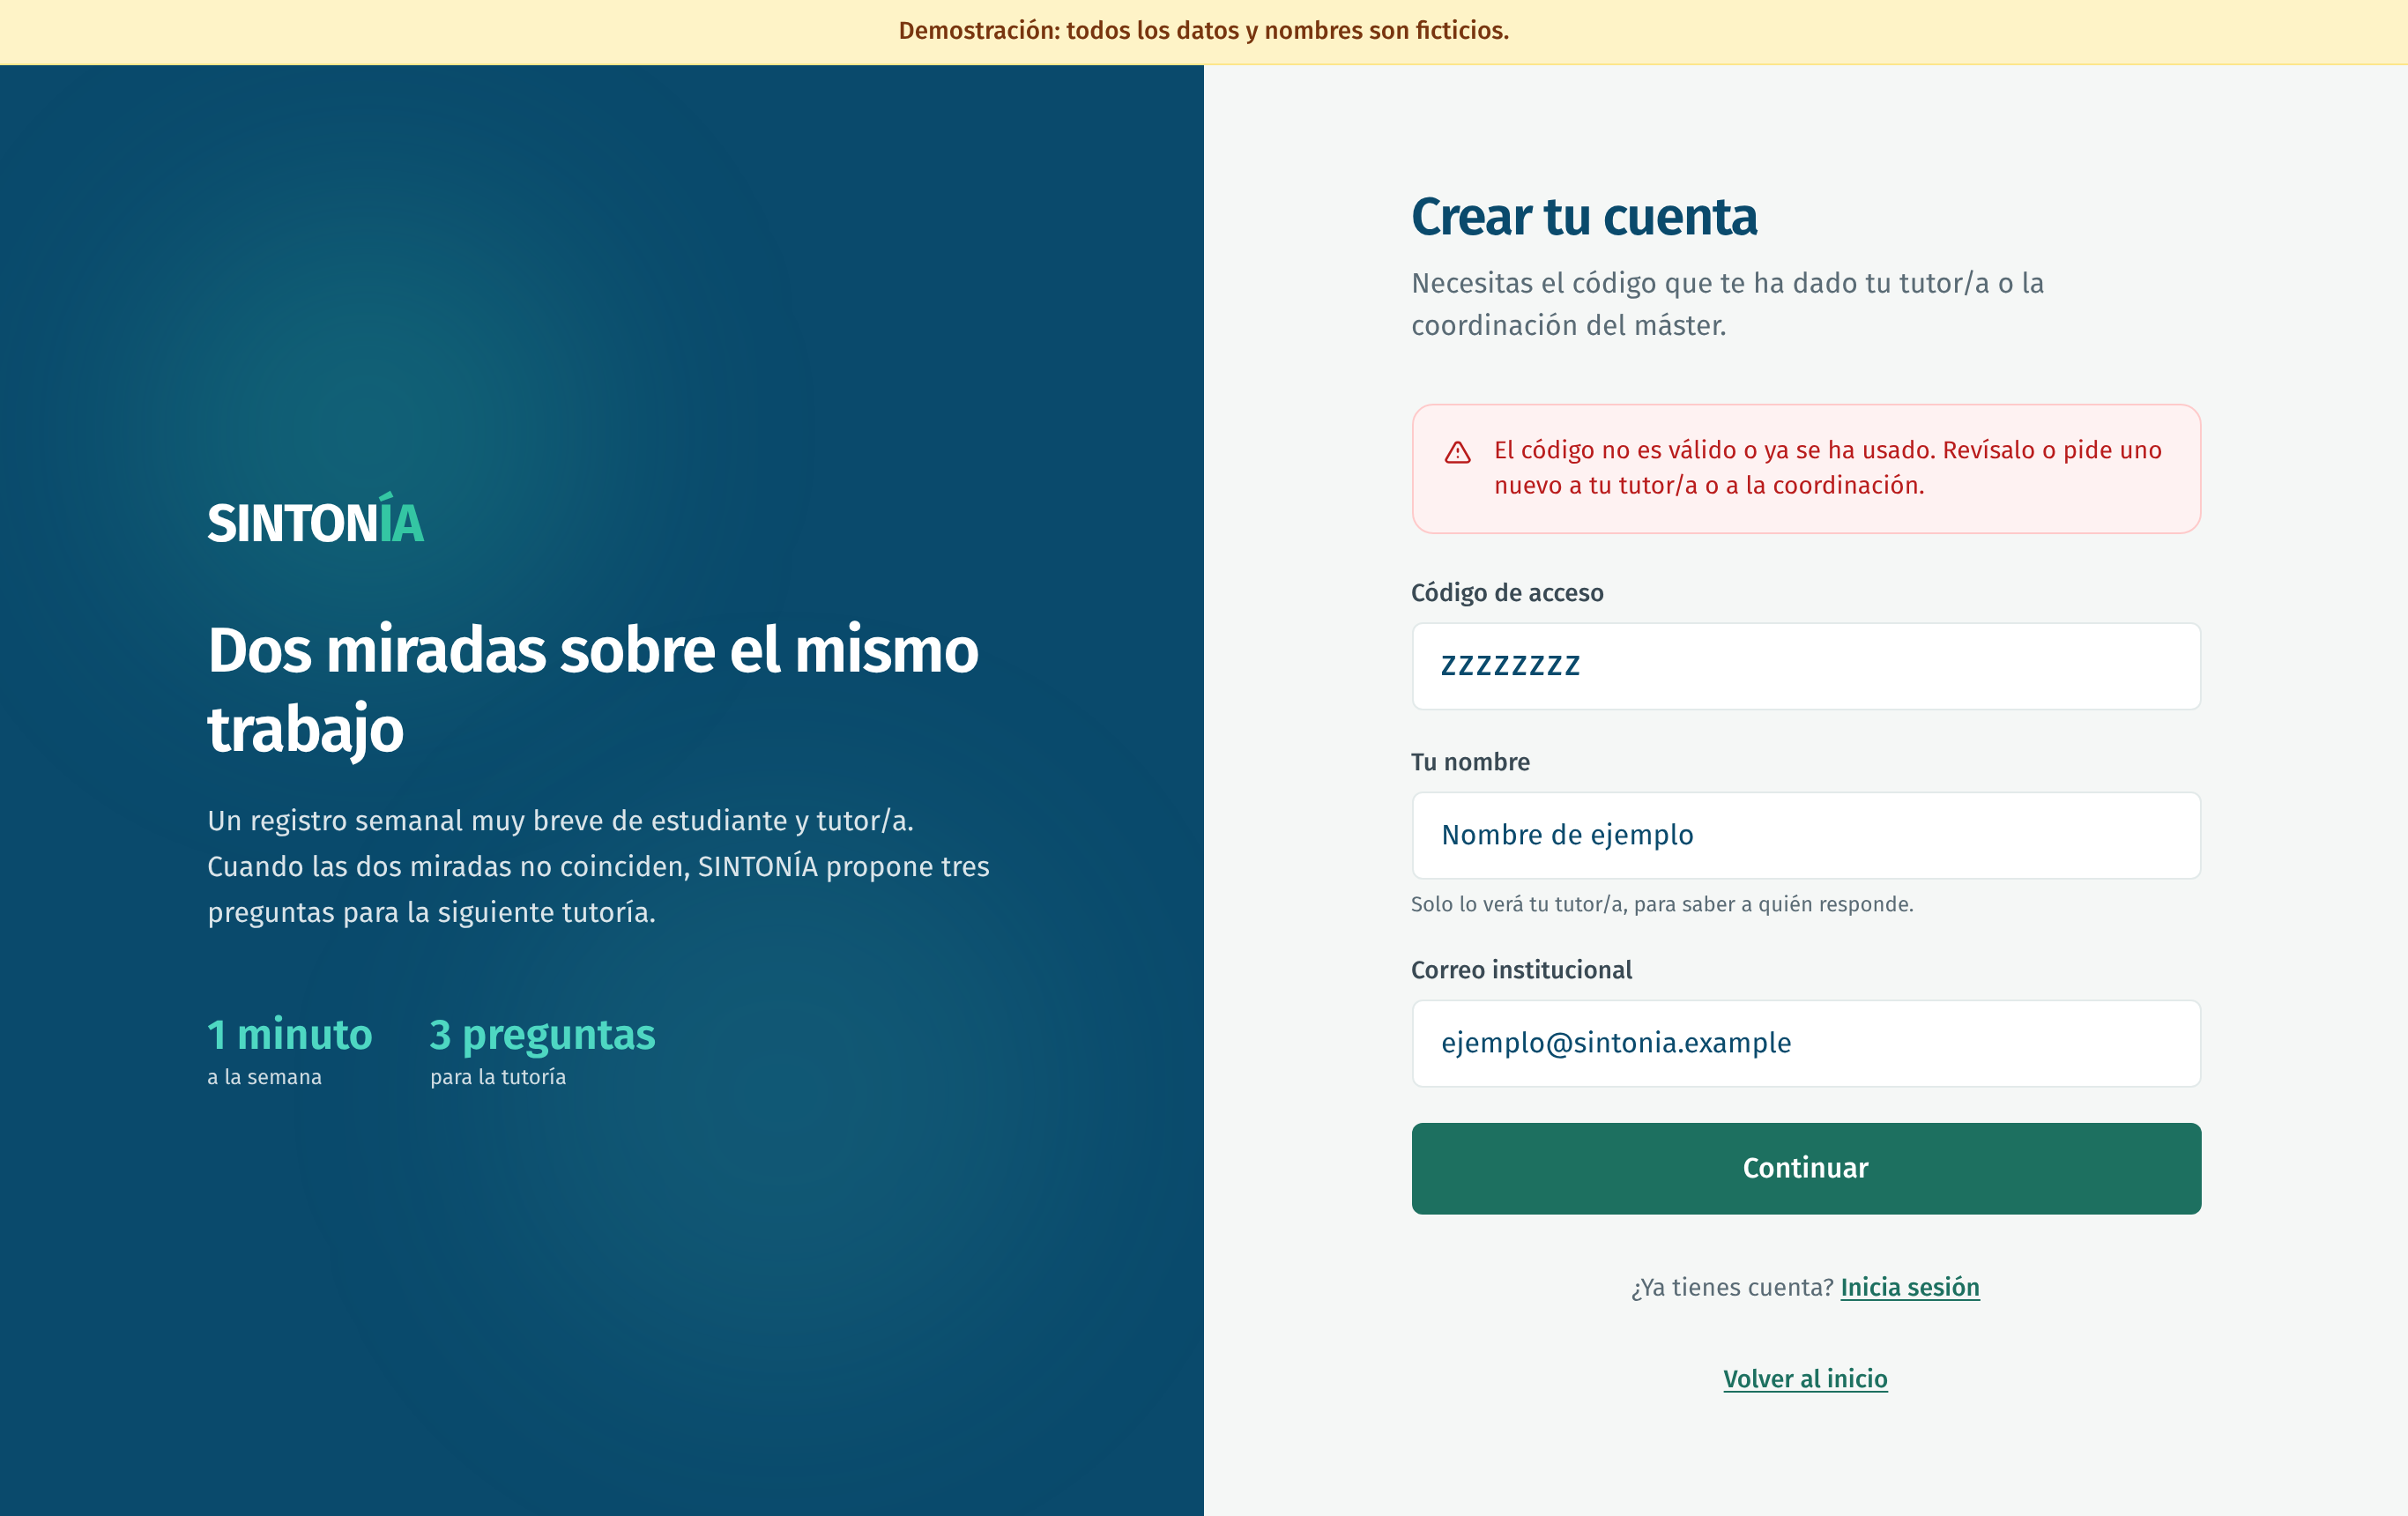 Demostración: todos los datos y nombres son ficticios.
SINTONÍA
Dos miradas sobre el mismo
trabajo
Un registro semanal muy breve de estudiante y tutor/a.
Cuando las dos miradas no coinciden, SINTONÍA propone tres
preguntas para la siguiente tutoría.
1 minuto
a la semana
3 preguntas
para la tutoría
Crear tu cuenta
Necesitas el código que te ha dado tu tutor/a o la
coordinación del máster.
El código no es válido o ya se ha usado. Revísalo o pide uno
nuevo a tu tutor/a o a la coordinación.
Código de acceso
ZZZZZZZZ
Tu nombre
Nombre de ejemplo
Solo lo verá tu tutor/a, para saber a quién responde.
Correo institucional
ejemplo@sintonia.example
Continuar
¿Ya tienes cuenta? Inicia sesión
Volver al inicio